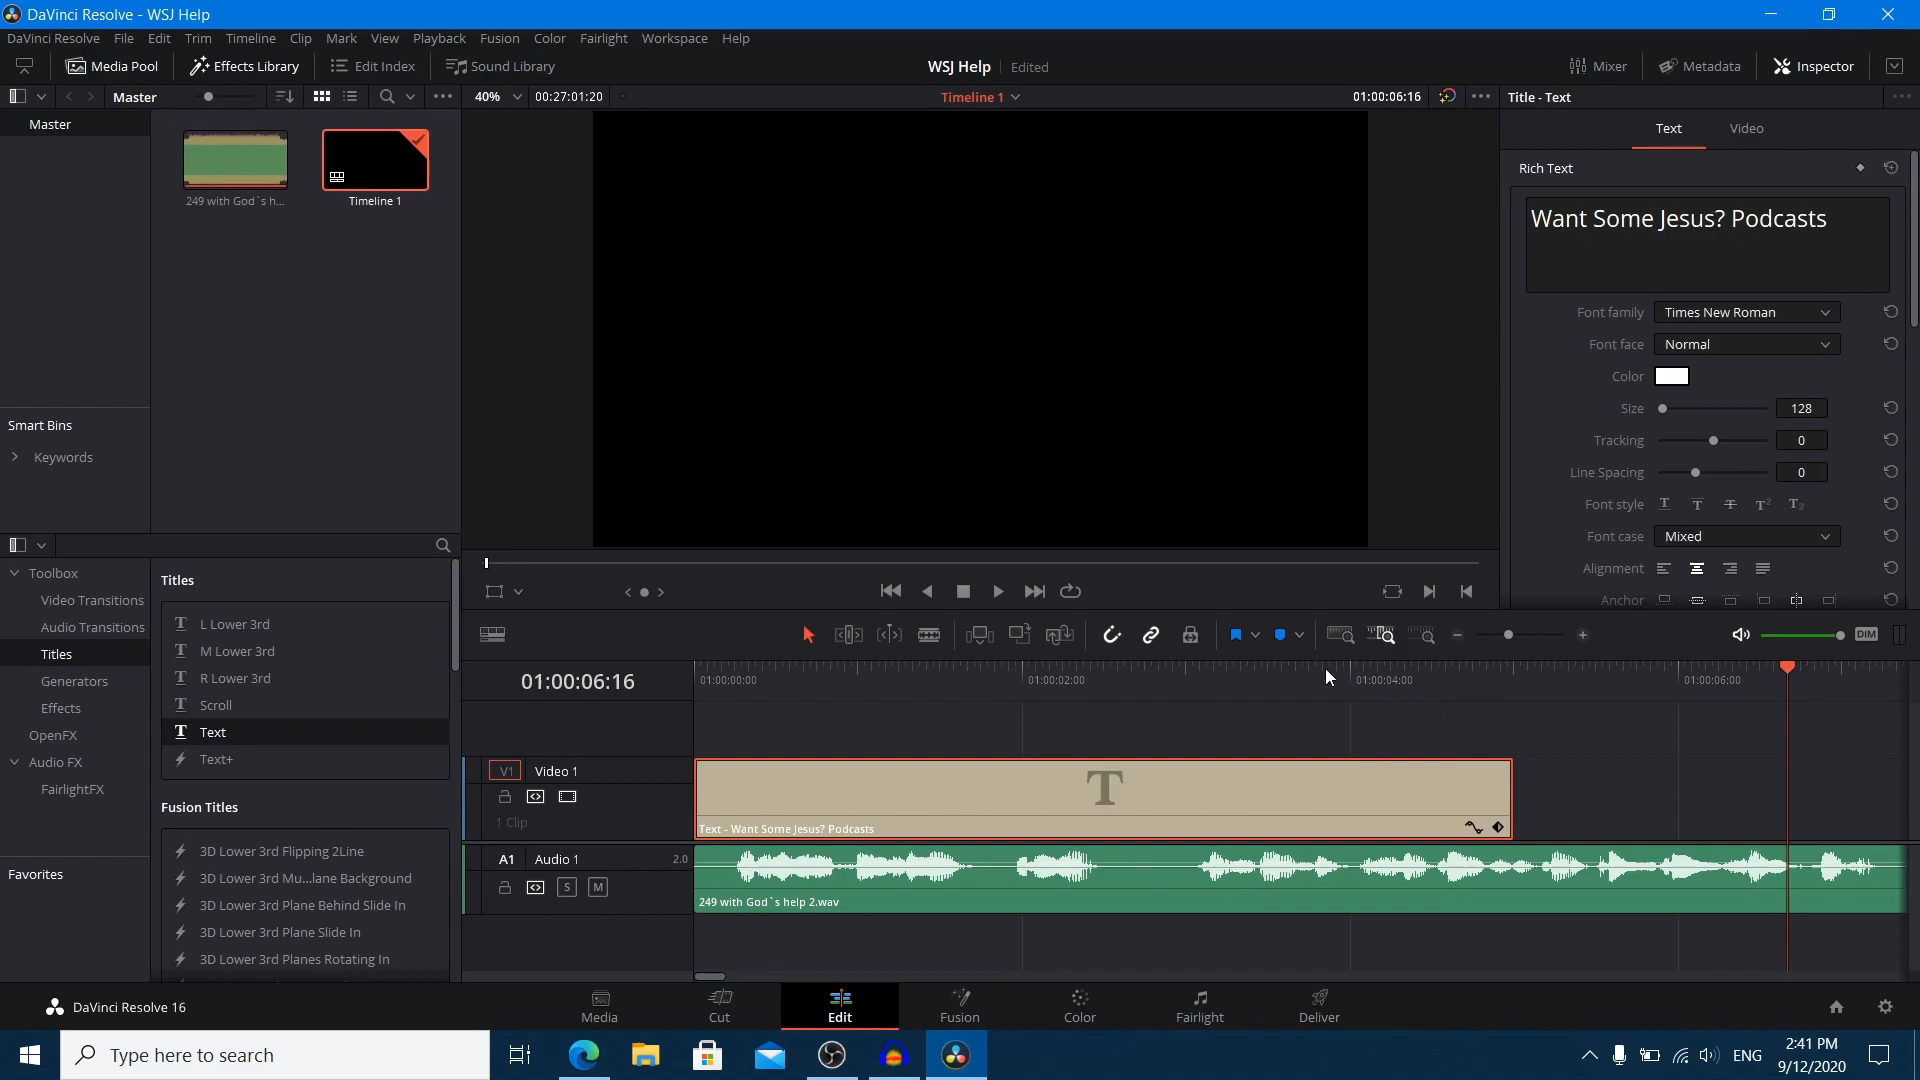 DaVinci Resolve - WSJ Help
DaVinci Resolve File Edit Trim Timeline Clip Mark View Playback Fusion Color Fairlight Workspace Help
Media Pool Effects Library Edit Index Sound Library WSJ Help Edited Mixer Metadata Inspector
Master 40% 00:27:01:20 Timeline 1 01:00:06:16 Title - Text
Master
249 with God`s h...
Timeline 1
Smart Bins
Keywords
Text Video
Rich Text
Want Some Jesus? Podcasts
Font family Times New Roman
Font face Normal
Color
Size 128
Tracking 0
Line Spacing 0
Font style
Font case Mixed
Alignment
Anchor
Toolbox
Video Transitions
Audio Transitions
Titles
Generators
Effects
OpenFX
Audio FX
FairlightFX
Favorites
Titles
L Lower 3rd
M Lower 3rd
R Lower 3rd
Scroll
Text
Text+
Fusion Titles
3D Lower 3rd Flipping 2Line
3D Lower 3rd Mu...lane Background
3D Lower 3rd Plane Behind Slide In
3D Lower 3rd Plane Slide In
3D Lower 3rd Planes Rotating In
DIM
01:00:06:16 01:00:00:00 01:00:02:00 01:00:04:00 01:00:06:00
V1 Video 1
1 Clip
T
Text - Want Some Jesus? Podcasts
A1 Audio 1 2.0
S M
249 with God`s help 2.wav
DaVinci Resolve 16
Media Cut Edit Fusion Color Fairlight Deliver
Type here to search
ENG
2:41 PM
9/12/2020